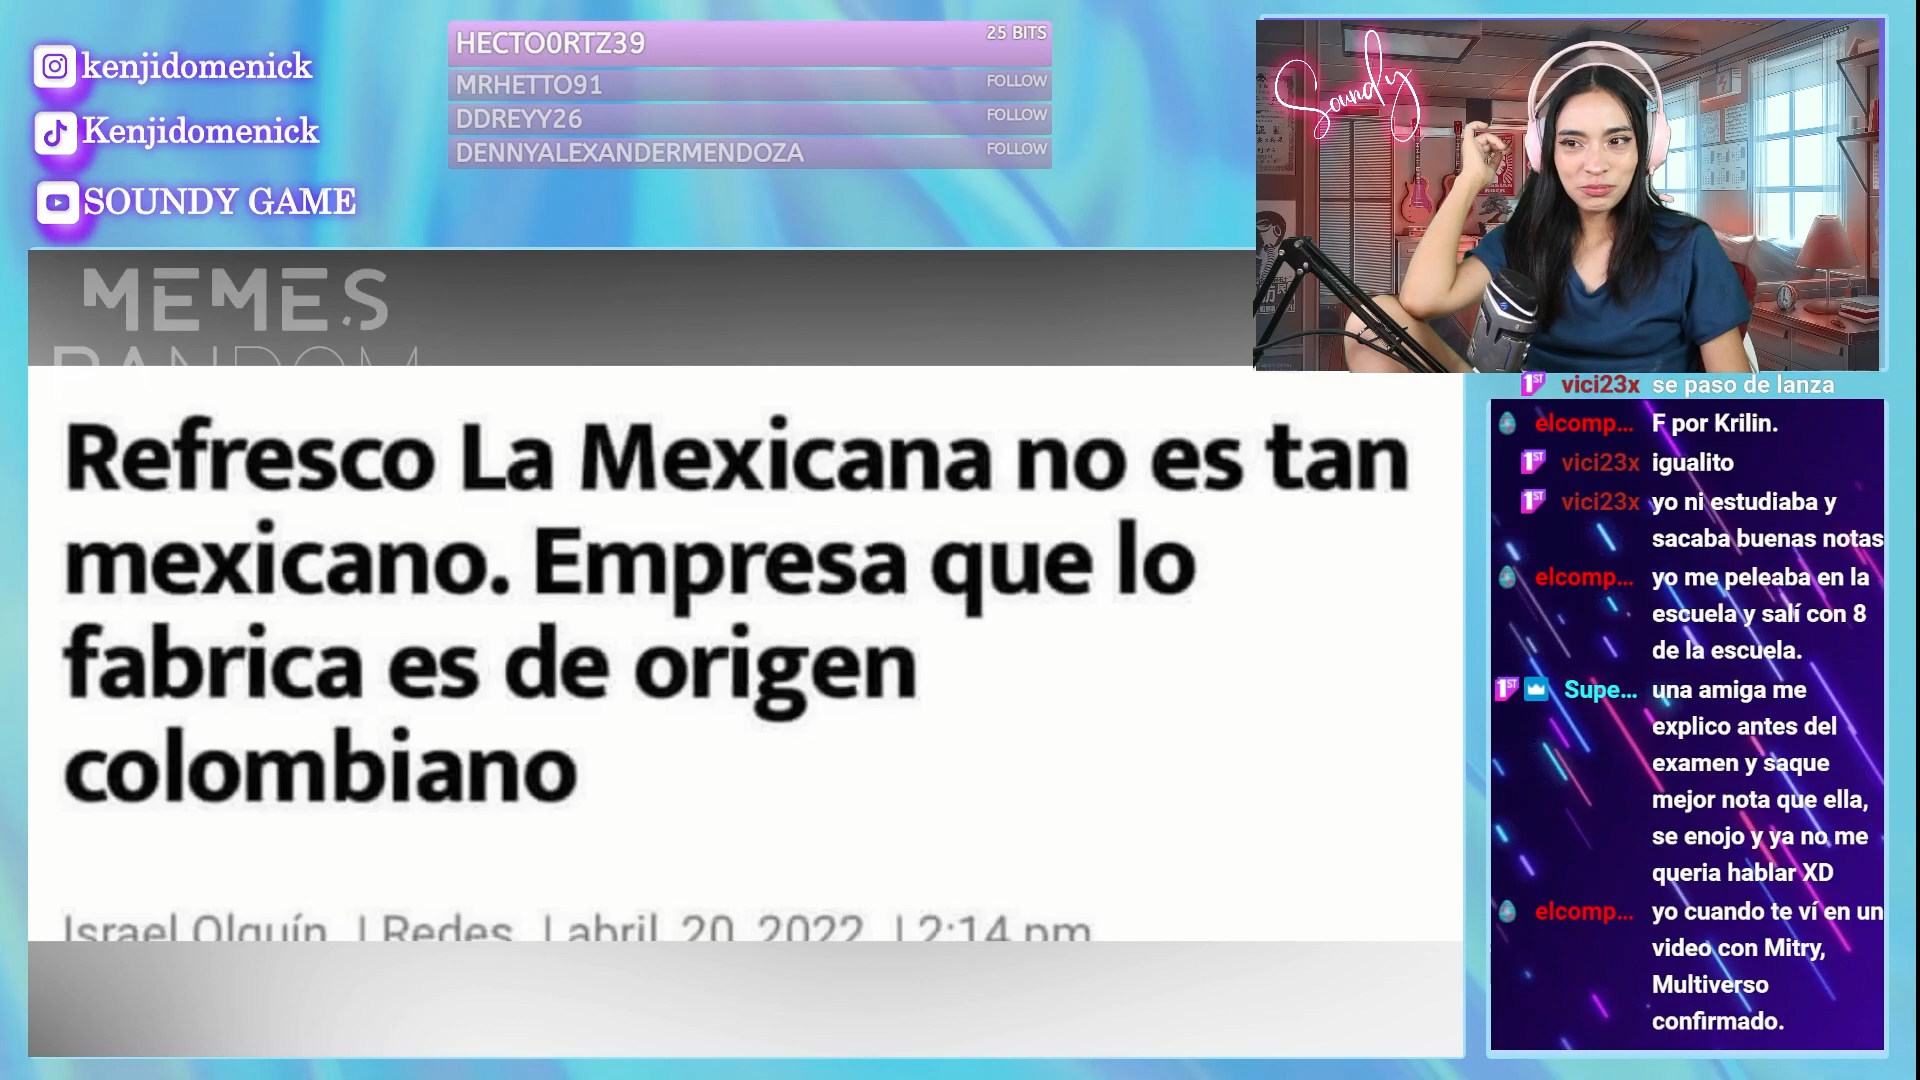 kenjidomenick
Kenjidomenick
SOUNDY GAME
HECTO0RTZ39 25 BITS
MRHETTO91 FOLLOW
DDREYY26 FOLLOW
DENNYALEXANDERMENDOZA FOLLOW
Soundy
MEMES
RANDOM
Refresco La Mexicana no es tan
mexicano. Empresa que lo
fabrica es de origen
colombiano
Israel Olguín | Redes | abril 20, 2022 | 2:14 pm
1ST vici23x se paso de lanza
elcomp... F por Krilin.
1ST vici23x igualito
1ST vici23x yo ni estudiaba y
sacaba buenas notas
elcomp... yo me peleaba en la
escuela y salí con 8
de la escuela.
1ST Supe... una amiga me
explico antes del
examen y saque
mejor nota que ella,
se enojo y ya no me
queria hablar XD
elcomp... yo cuando te ví en un
video con Mitry,
Multiverso
confirmado.